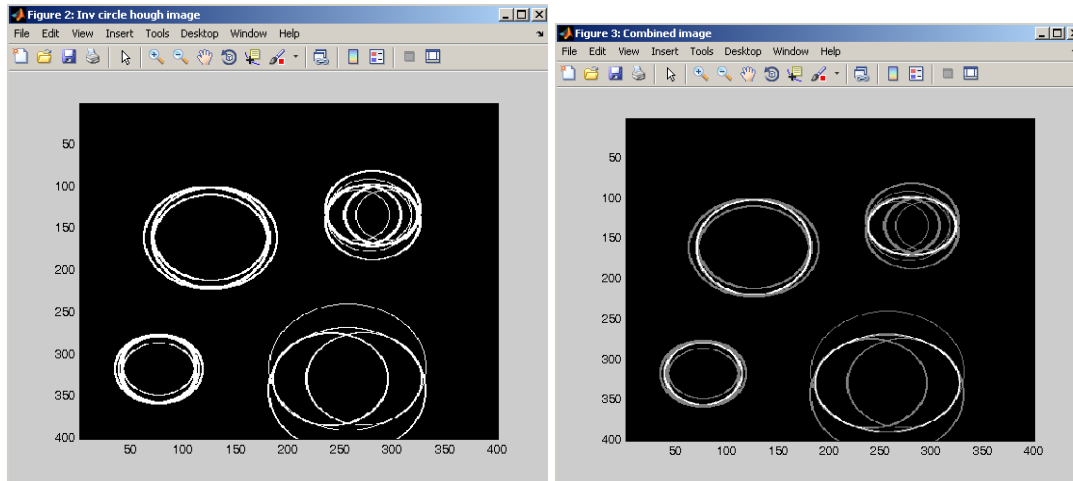 Figure 2: Inv circle hough image
File Edit View Insert Tools Desktop Window Help
50
100
150
200
250
300
350
400
50 100 150 200 250 300 350 400
Figure 3: Combined image
File Edit View Insert Tools Desktop Window Help
50
100
150
200
250
300
350
400
50 100 150 200 250 300 350 400